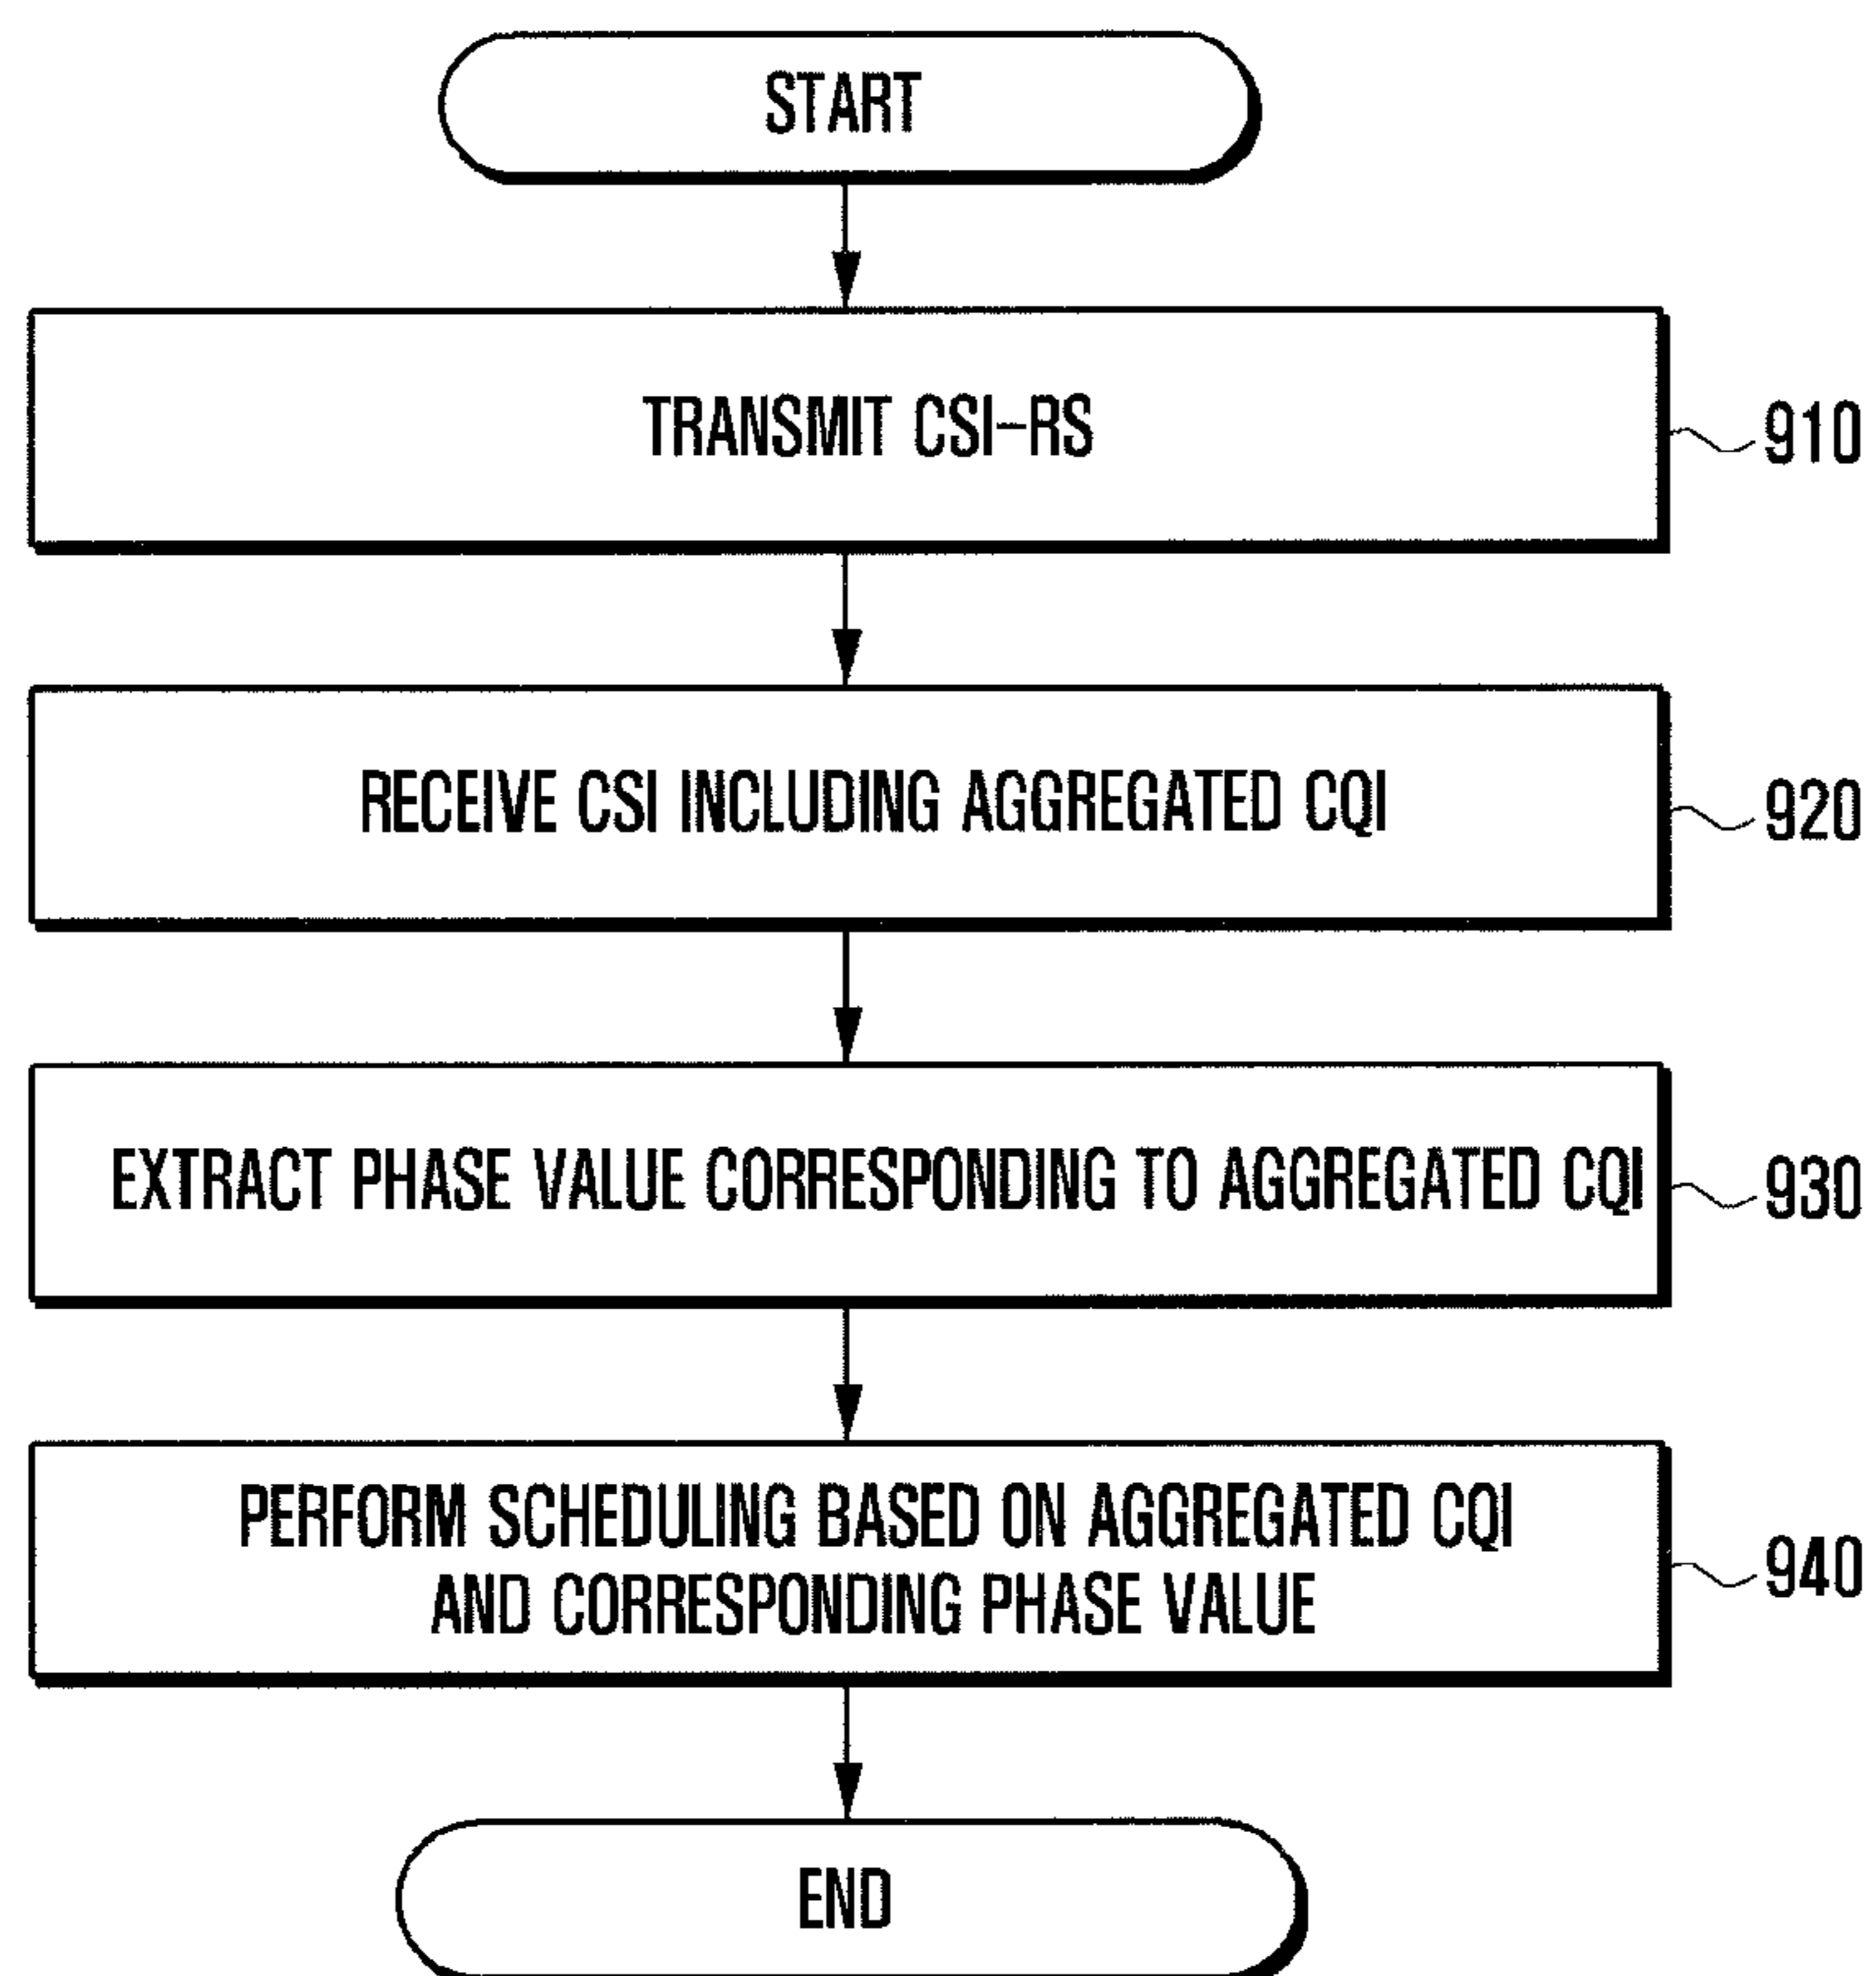 START
TRANSMIT CSI-RS
910
RECEIVE CSI INCLUDING AGGREGATED CQI
920
EXTRACT PHASE VALUE CORRESPONDING TO AGGREGATED CQI
930
PERFORM SCHEDULING BASED ON AGGREGATED CQI
AND CORRESPONDING PHASE VALUE
940
END